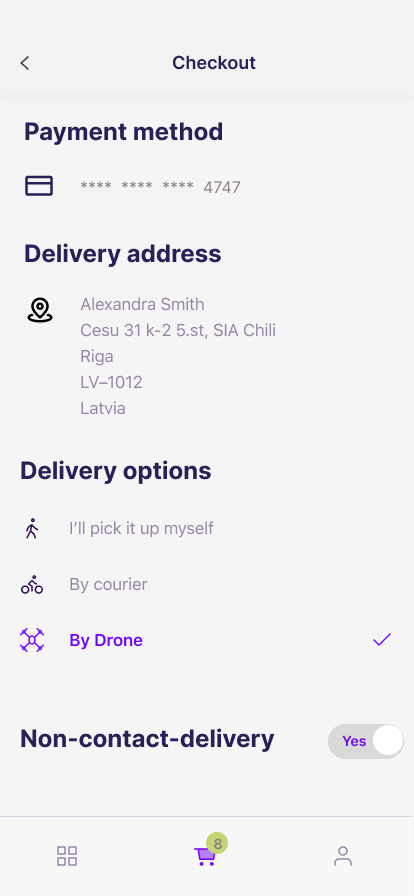 Checkout
Payment method
**** **** **** 4747
Delivery address
Alexandra Smith
Cesu 31 k-2 5.st, SIA Chili
Riga
LV–1012
Latvia
Delivery options
I’ll pick it up myself
By courier
By Drone
Non-contact-delivery
Yes
8